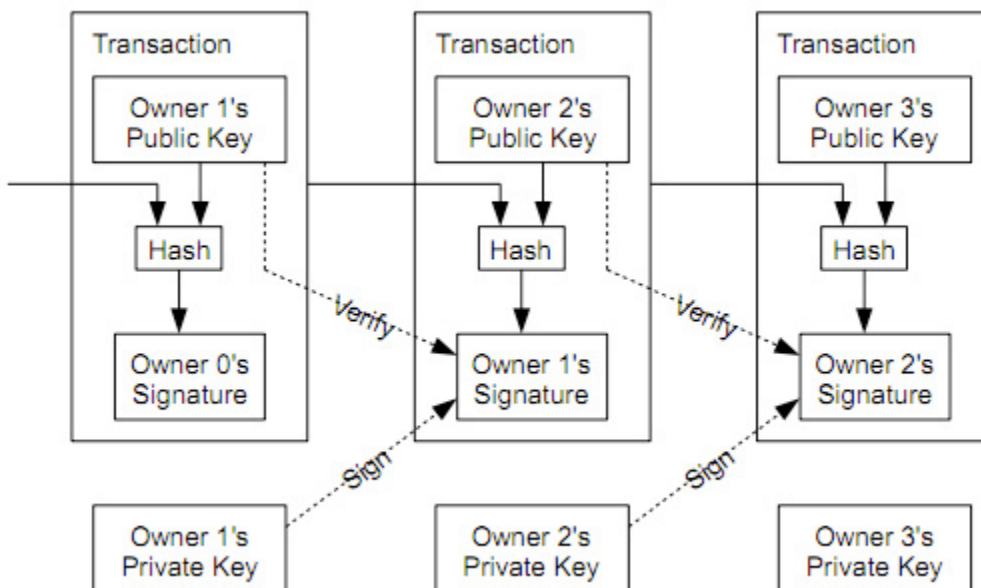 Transaction
Owner 1's
Public Key
Hash
Owner 0's
Signature
Transaction
Owner 2's
Public Key
Hash
Verify
Owner 1's
Signature
Transaction
Owner 3's
Public Key
Hash
Verify
Owner 2's
Signature
Sign
Sign
Owner 1's
Private Key
Owner 2's
Private Key
Owner 3's
Private Key